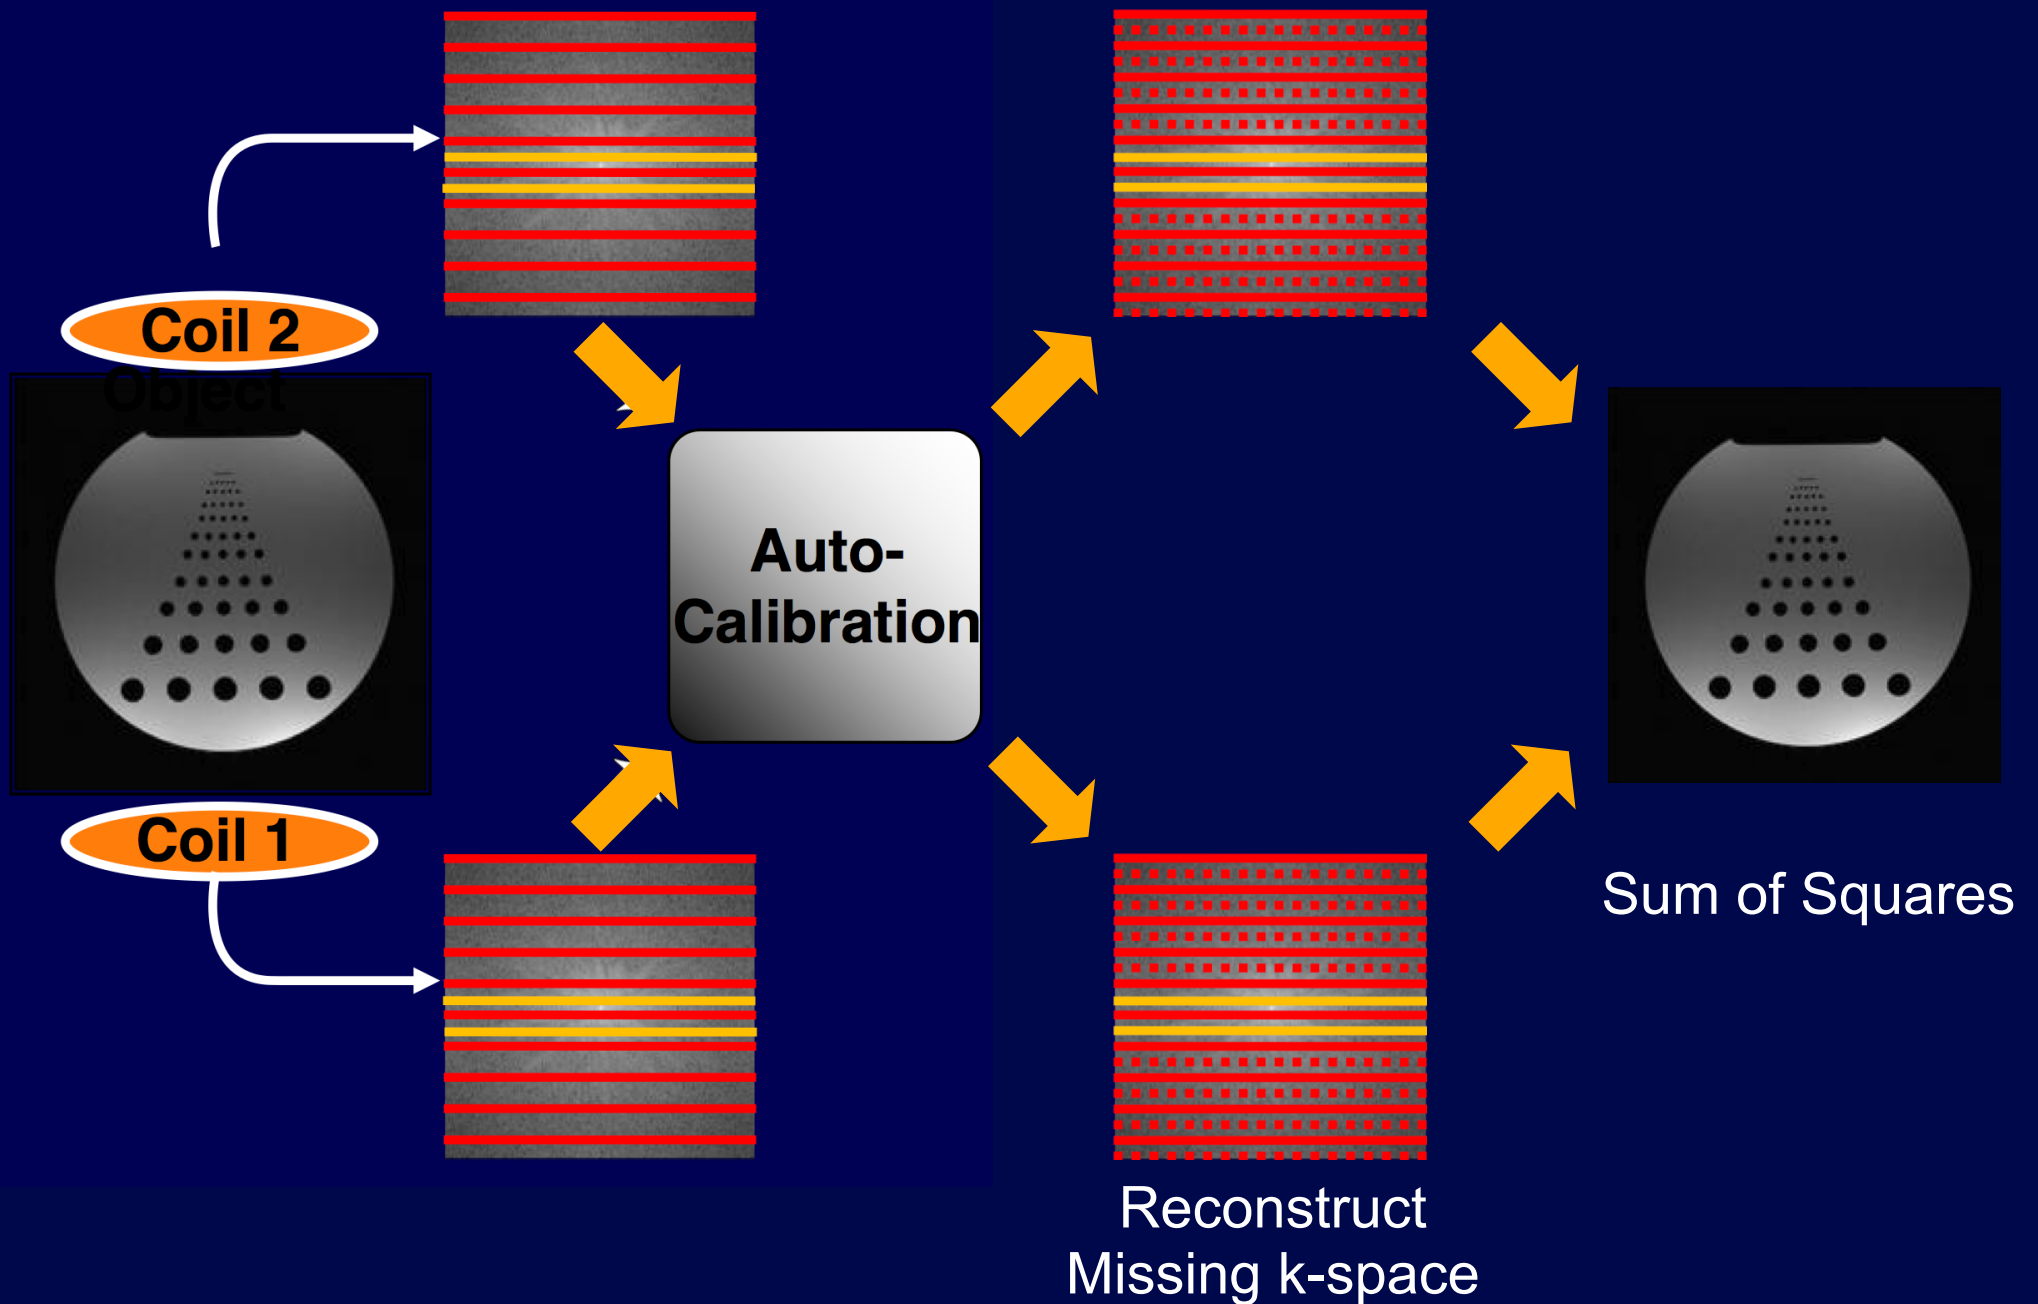 Coil 2
Object
Auto-
Calibration
Coil 1
Sum of Squares
Reconstruct
Missing k-space